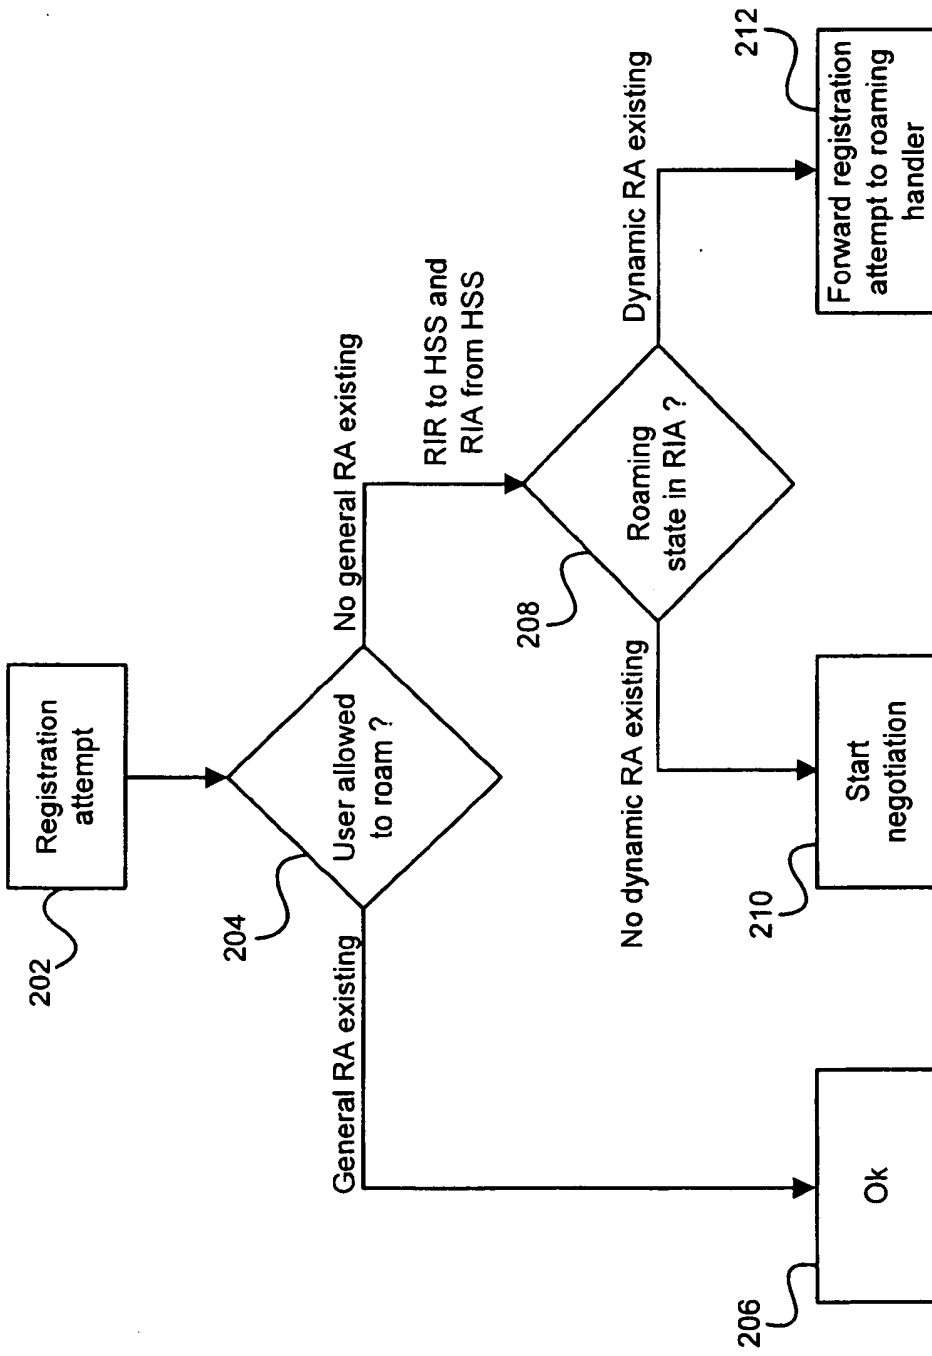 Registration
attempt
202
User allowed
to roam ?
204
General RA existing
No general RA existing
RIR to HSS and
RIA from HSS
Roaming
state in RIA ?
208
No dynamic RA existing
Dynamic RA existing
Ok
206
Start
negotiation
210
Forward registration
attempt to roaming
handler
212